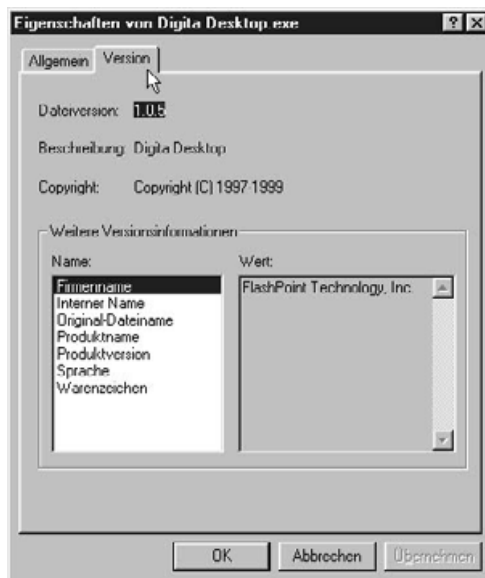 Eigenschaften von Digita Desktop.exe
Allgemein Version
Dateiversion: 1.0.5
Beschreibung: Digita Desktop
Copyright: Copyright (C) 1997-1999
Weitere Versionsinformationen
Name: Wert:
Firmenname FlashPoint Technology, Inc.
Interner Name
Original-Dateiname
Produktname
Produktversion
Sprache
Warenzeichen
OK Abbrechen Übernehmen